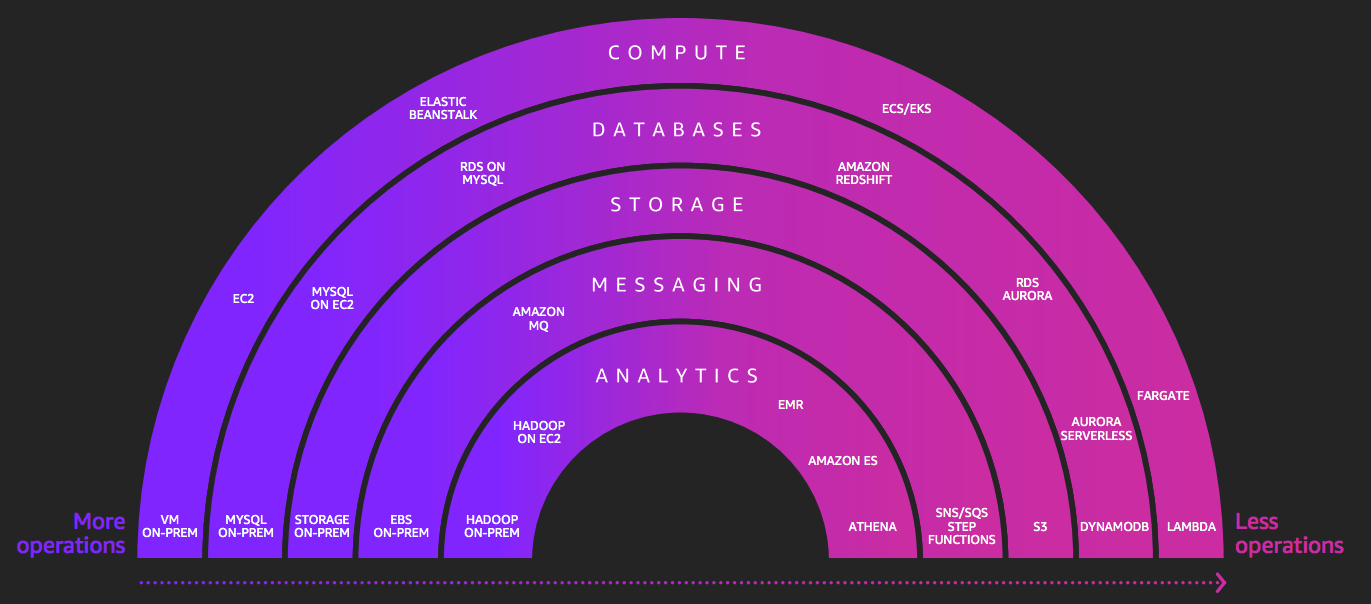 COMPUTE
ELASTIC
BEANSTALK
ECS/EKS
DATABASES
RDS ON
MYSQL
AMAZON
REDSHIFT
STORAGE
MESSAGING
EC2
MYSQL
ON EC2
RDS
AURORA
AMAZON
MQ
ANALYTICS
EMR
FARGATE
HADOOP
ON EC2
AURORA
SERVERLESS
AMAZON ES
More
operations
VM
ON-PREM
MYSQL
ON-PREM
STORAGE
ON-PREM
EBS
ON-PREM
HADOOP
ON-PREM
ATHENA
SNS/SQS
STEP
FUNCTIONS
S3
DYNAMODB
LAMBDA
Less
operations